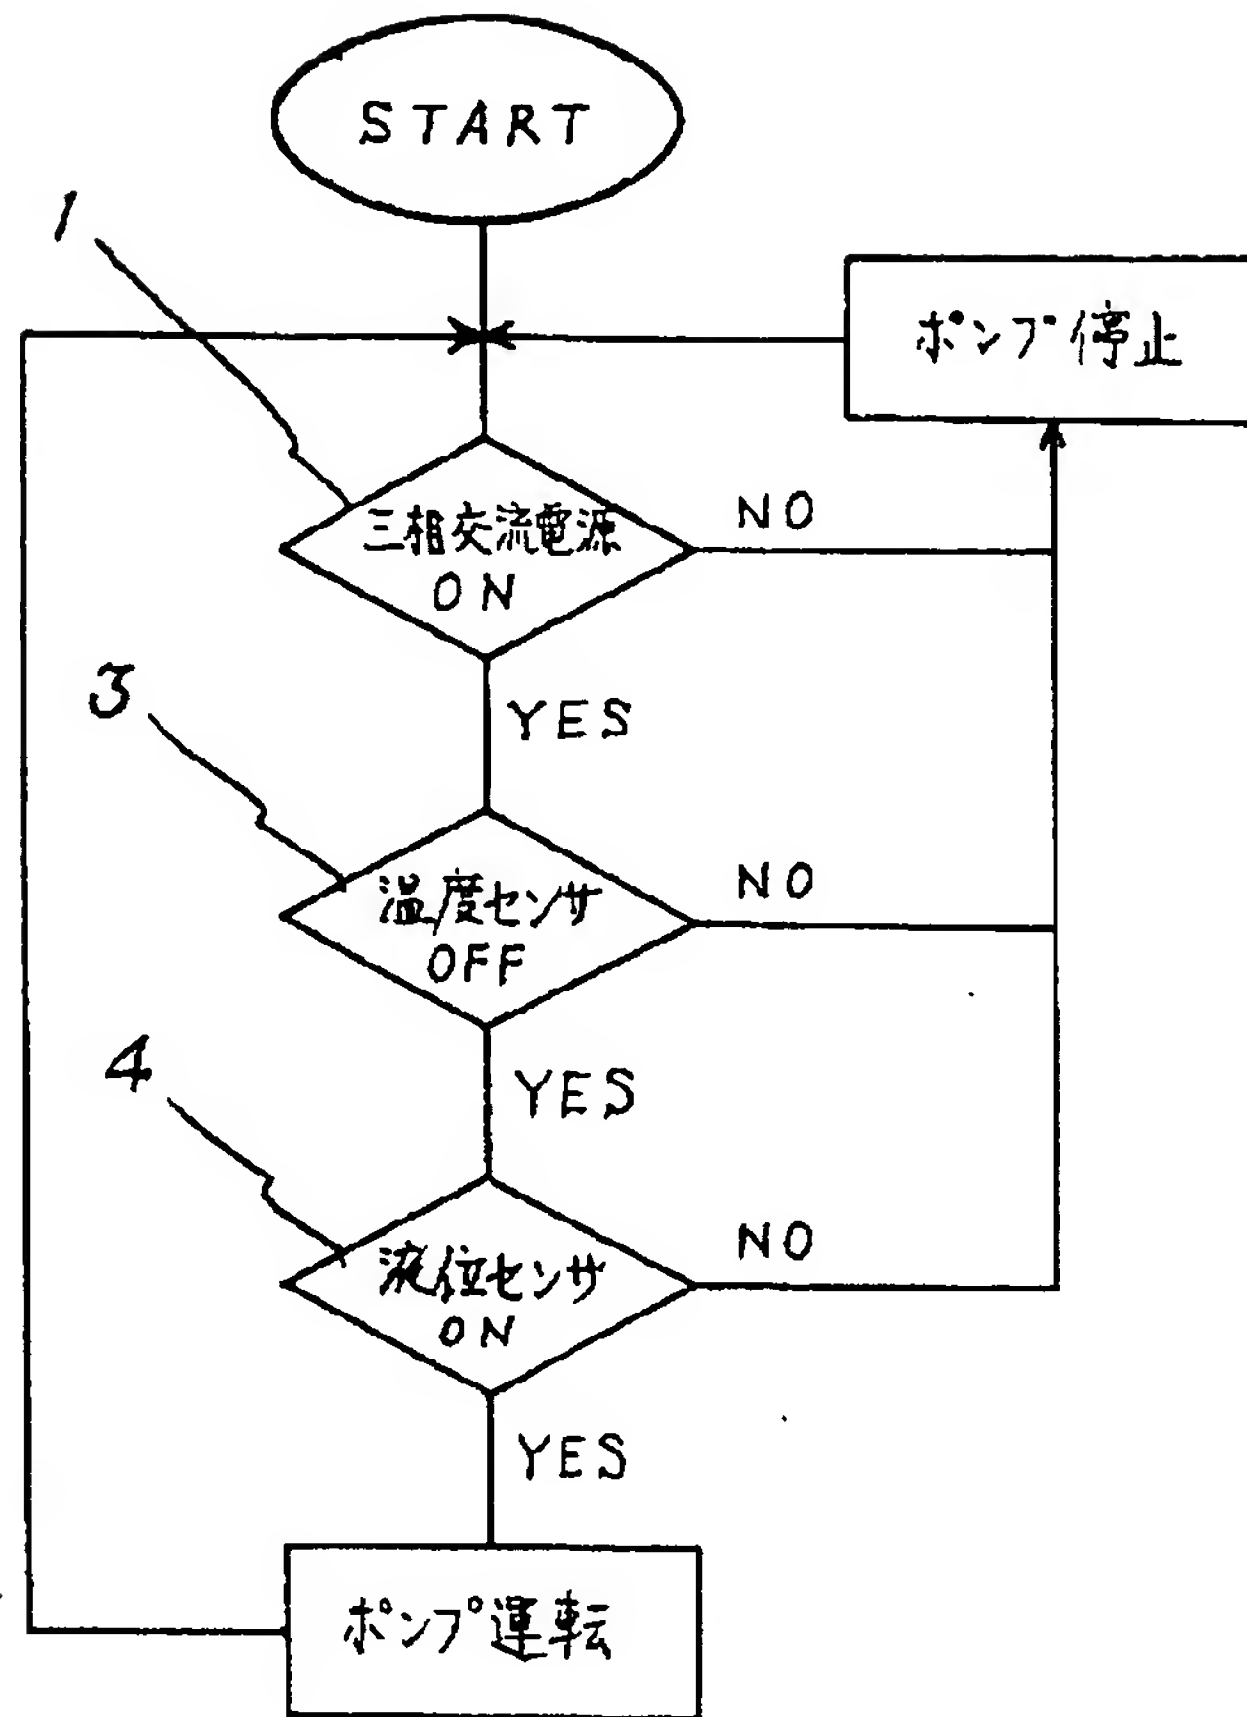 START
1
ポンプ停止
三相交流電源
ON
NO
3
YES
温度センサ
OFF
NO
4
YES
液位センサ
ON
NO
YES
ポンプ運転